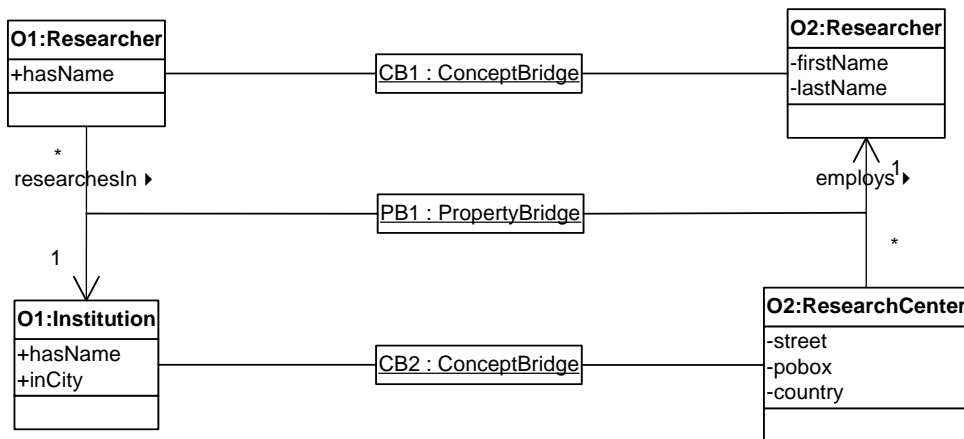 O1:Researcher
+hasName
CB1 : ConceptBridge
O2:Researcher
-firstName
-lastName
*
researchesIn
1
employs
PB1 : PropertyBridge
1
*
O1:Institution
+hasName
+inCity
CB2 : ConceptBridge
O2:ResearchCenter
-street
-pobox
-country